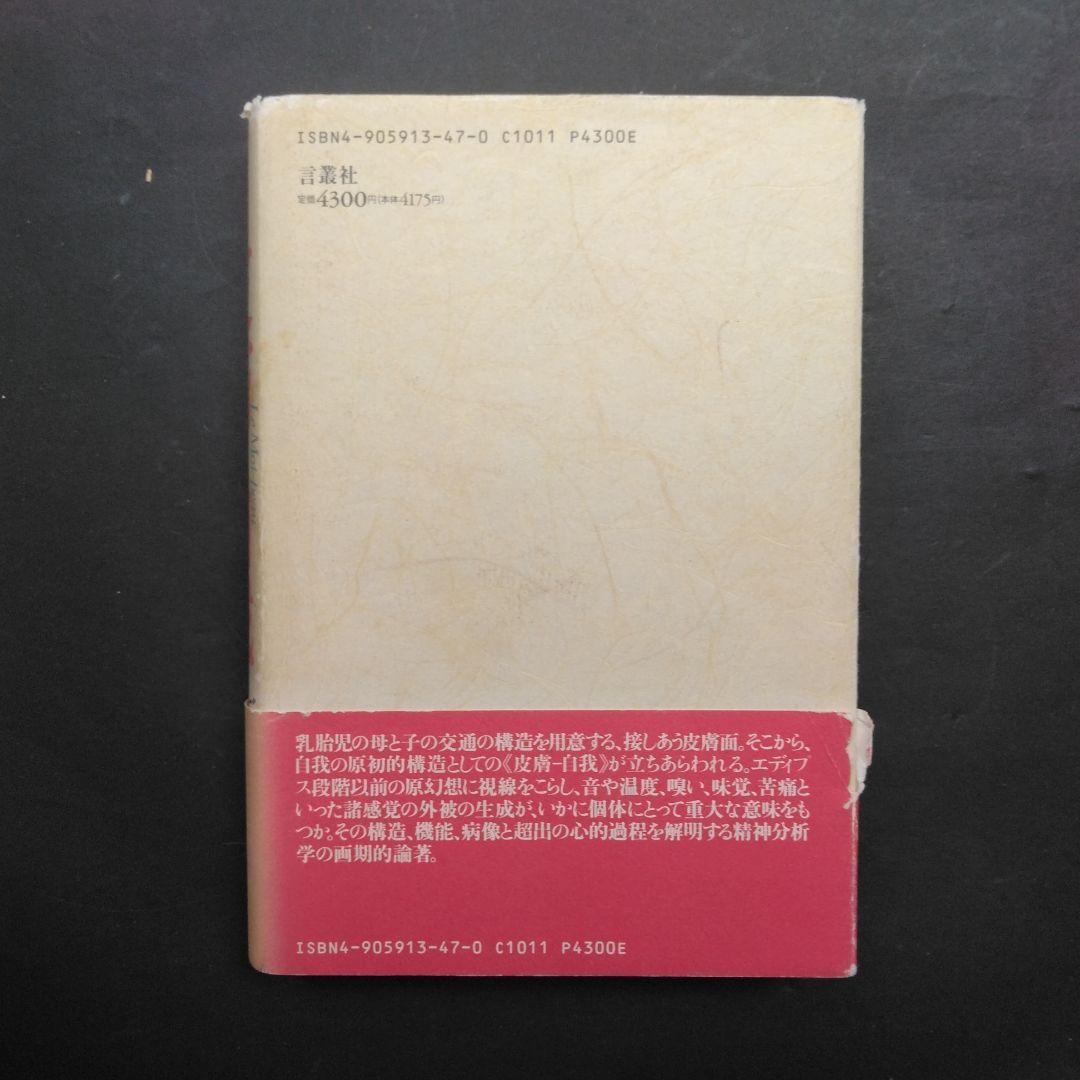 ISBN4-905913-47-0 C1011 P4300E
言叢社
定価4300円(本体4175円)
乳胎児の母と子の交通の構造を用意する、接しあう皮膚面。そこから、
自我の原初的構造としての《皮膚–自我》が立ちあらわれる。エディプ
ス段階以前の原幻想に視線をこらし、音や温度、嗅い、味覚、苦痛と
いった諸感覚の外被の生成が、いかに個体にとって重大な意味をも
つか。その構造、機能、病像と超出の心的過程を解明する精神分析
学の画期的論著。
ISBN4-905913-47-0 C1011 P4300E